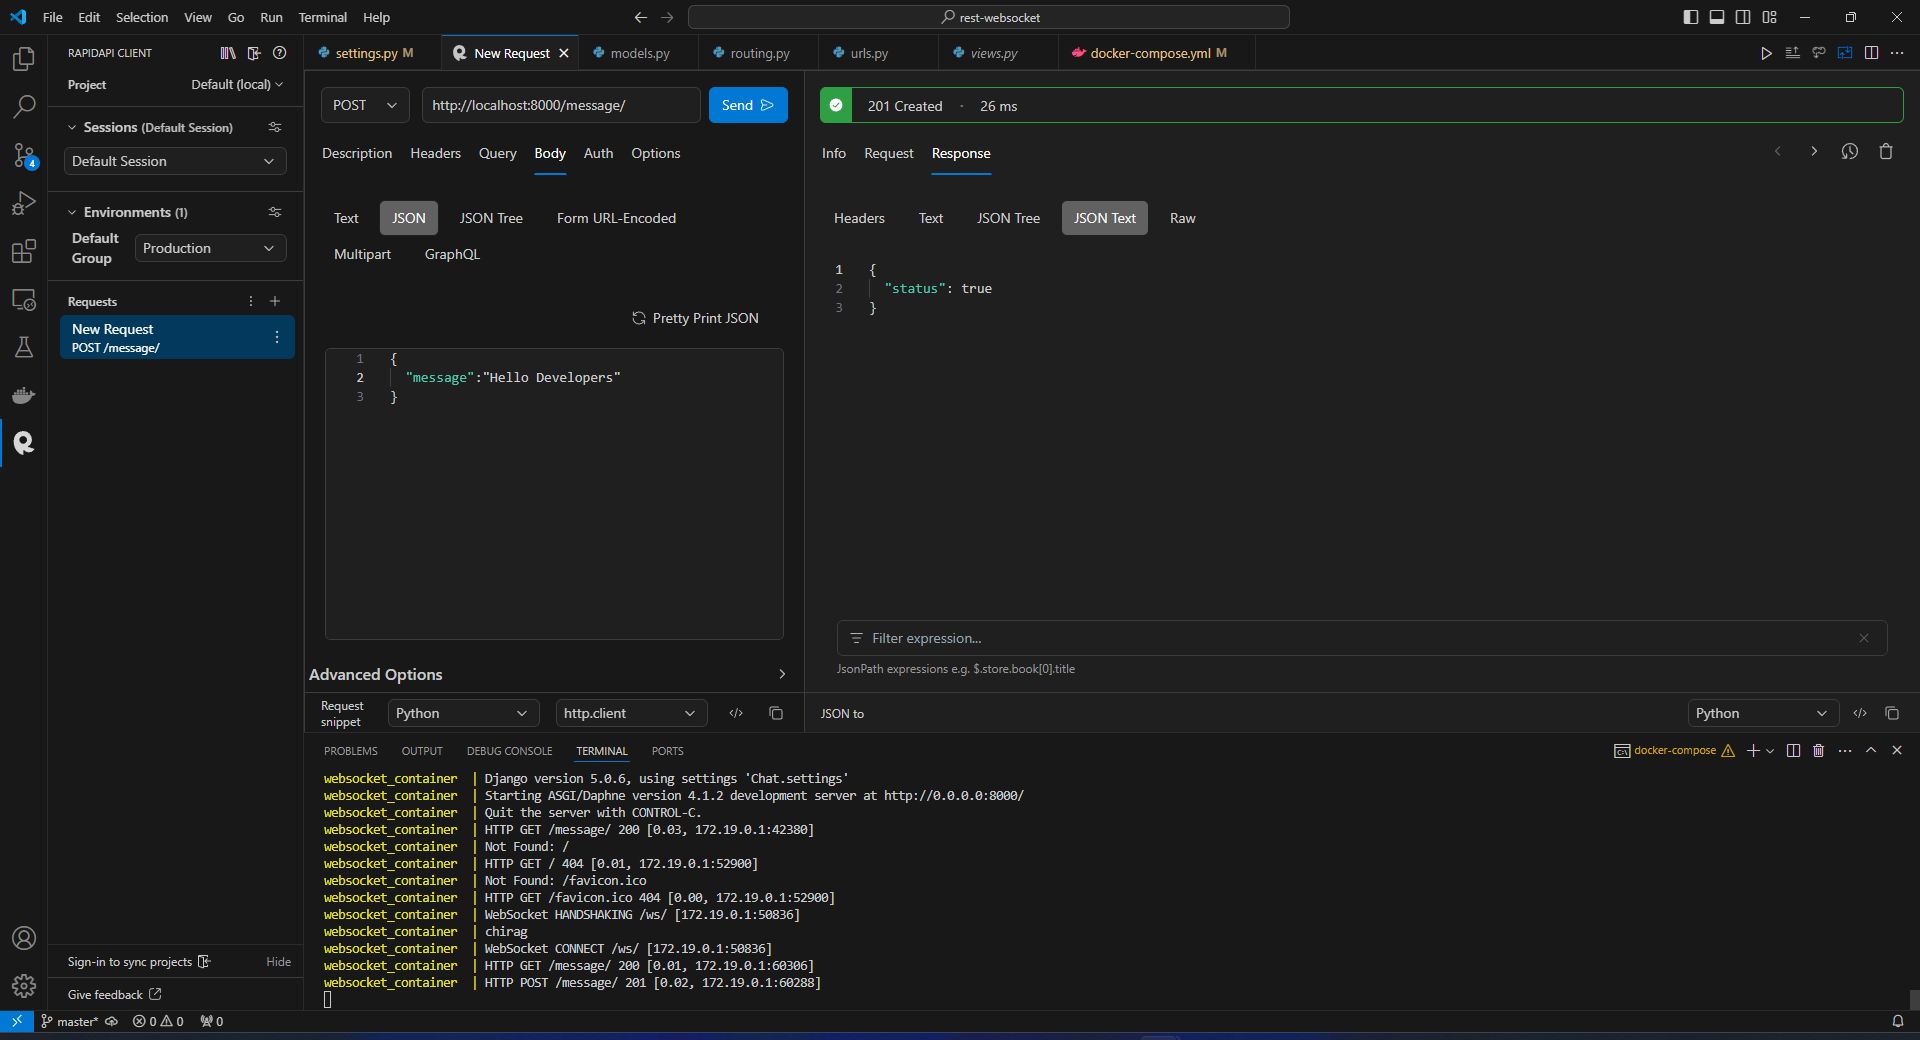 File Edit Selection View Go Run Terminal Help
rest-websocket
RAPIDAPI CLIENT
Project Default (local)
Sessions (Default Session)
Default Session
Environments (1)
Default Group Production
Requests
New Request
POST /message/
Sign-in to sync projects Hide
Give feedback
4
settings.py M New Request models.py routing.py urls.py views.py docker-compose.yml M
POST http://localhost:8000/message/ Send
Description Headers Query Body Auth Options
Text JSON JSON Tree Form URL-Encoded
Multipart GraphQL
Pretty Print JSON
1 {
2 "message":"Hello Developers"
3 }
Advanced Options
Request snippet Python http.client
201 Created · 26 ms
Info Request Response
Headers Text JSON Tree JSON Text Raw
1 {
2 "status": true
3 }
Filter expression...
JsonPath expressions e.g. $.store.book[0].title
JSON to Python
PROBLEMS OUTPUT DEBUG CONSOLE TERMINAL PORTS
docker-compose
websocket_container | Django version 5.0.6, using settings 'Chat.settings'
websocket_container | Starting ASGI/Daphne version 4.1.2 development server at http://0.0.0.0:8000/
websocket_container | Quit the server with CONTROL-C.
websocket_container | HTTP GET /message/ 200 [0.03, 172.19.0.1:42380]
websocket_container | Not Found: /
websocket_container | HTTP GET / 404 [0.01, 172.19.0.1:52900]
websocket_container | Not Found: /favicon.ico
websocket_container | HTTP GET /favicon.ico 404 [0.00, 172.19.0.1:52900]
websocket_container | WebSocket HANDSHAKING /ws/ [172.19.0.1:50836]
websocket_container | chirag
websocket_container | WebSocket CONNECT /ws/ [172.19.0.1:50836]
websocket_container | HTTP GET /message/ 200 [0.01, 172.19.0.1:60306]
websocket_container | HTTP POST /message/ 201 [0.02, 172.19.0.1:60288]
master* 0 0 0